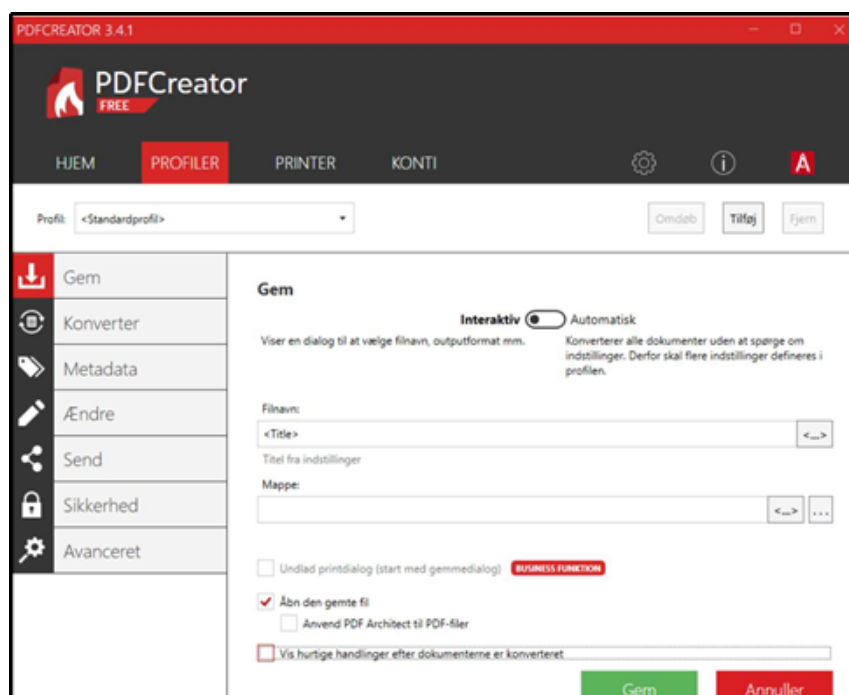 PDFCREATOR 3.4.1
PDFCreator
FREE
HJEM PROFILER PRINTER KONTI
Profil: <Standardprofil> Omdøb Tilføj Fjern
Gem
Konverter
Metadata
Ændre
Send
Sikkerhed
Avanceret
Gem
Interaktiv Automatisk
Viser en dialog til at vælge filnavn, outputformat mm.
Konverterer alle dokumenter uden at spørge om
indstillinger. Derfor skal flere indstillinger defineres i
profilen.
Filnavn:
<Title> <...>
Titel fra indstillinger
Mappe:
<...> ...
Undlad printdialog (start med gemmedialog) BUSINESS FUNKTION
Åbn den gemte fil
Anvend PDF Architect til PDF-filer
Vis hurtige handlinger efter dokumenterne er konverteret
Gem Annuller